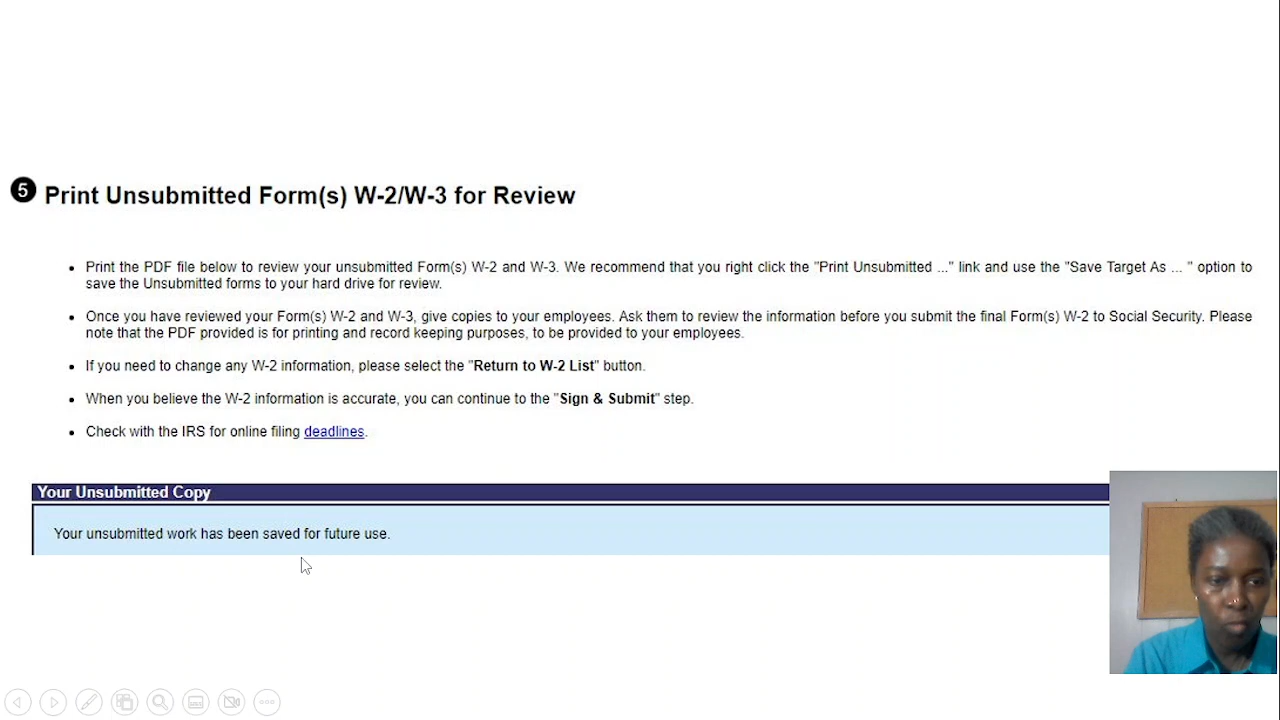 5 Print Unsubmitted Form(s) W-2/W-3 for Review
• Print the PDF file below to review your unsubmitted Form(s) W-2 and W-3. We recommend that you right click the "Print Unsubmitted ..." link and use the "Save Target As ... " option to
save the Unsubmitted forms to your hard drive for review.
• Once you have reviewed your Form(s) W-2 and W-3, give copies to your employees. Ask them to review the information before you submit the final Form(s) W-2 to Social Security. Please
note that the PDF provided is for printing and record keeping purposes, to be provided to your employees.
• If you need to change any W-2 information, please select the "Return to W-2 List" button.
• When you believe the W-2 information is accurate, you can continue to the "Sign & Submit" step.
• Check with the IRS for online filing deadlines.
Your Unsubmitted Copy
Your unsubmitted work has been saved for future use.